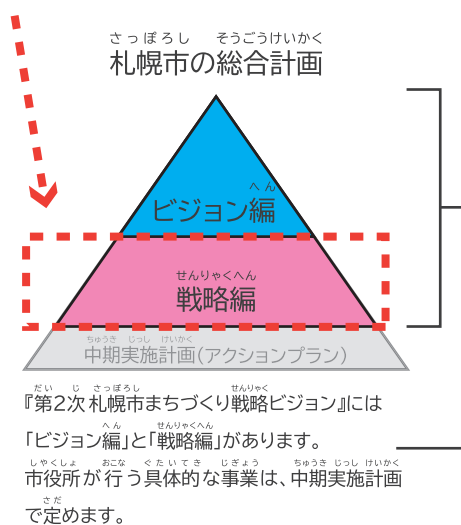 さっぽろし そうごうけいかく
札幌市の総合計画
へん
ビジョン編
せんりゃくへん
戦略編
ちゅうき じっし けいかく
中期実施計画(アクションプラン)
だい じ さっぽろし せんりゃく
『第2次 札幌市まちづくり戦略ビジョン』には
へん せんりゃくへん
「ビジョン編」と「戦略編」があります。
しやくしょ おこな ぐたいてき じぎょう ちゅうき じっし けいかく
市役所が行う具体的な事業は、中期実施計画
さだ
で定めます。